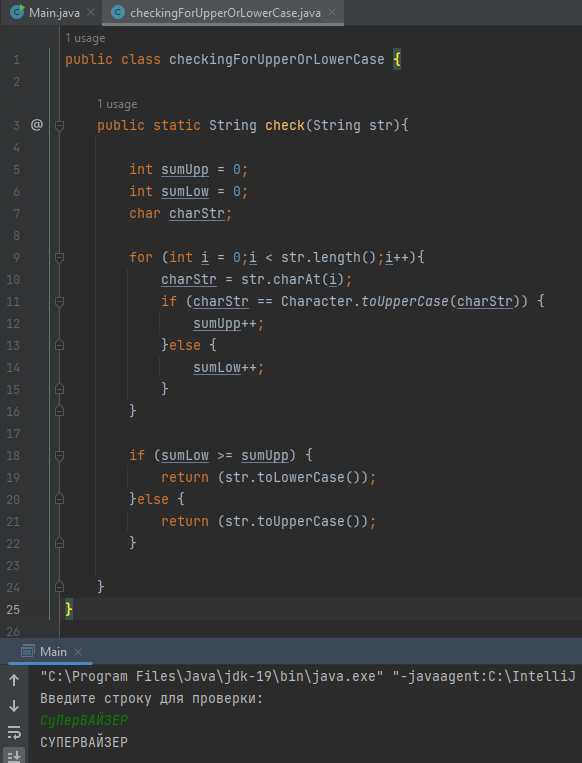 Main.java
checkingForUpperOrLowerCase.java
1 usage
1 public class checkingForUpperOrLowerCase {
2
1 usage
3 @ public static String check(String str){
4
5 int sumUpp = 0;
6 int sumLow = 0;
7 char charStr;
8
9 for (int i = 0;i < str.length();i++){
10 charStr = str.charAt(i);
11 if (charStr == Character.toUpperCase(charStr)) {
12 sumUpp++;
13 }else {
14 sumLow++;
15 }
16 }
17
18 if (sumLow >= sumUpp) {
19 return (str.toLowerCase());
20 }else {
21 return (str.toUpperCase());
22 }
23
24 }
25 }
26
Main
"C:\Program Files\Java\jdk-19\bin\java.exe" "-javaagent:C:\IntelliJ
Введите строку для проверки:
СуПерВАЙЗЕР
СУПЕРВАЙЗЕР